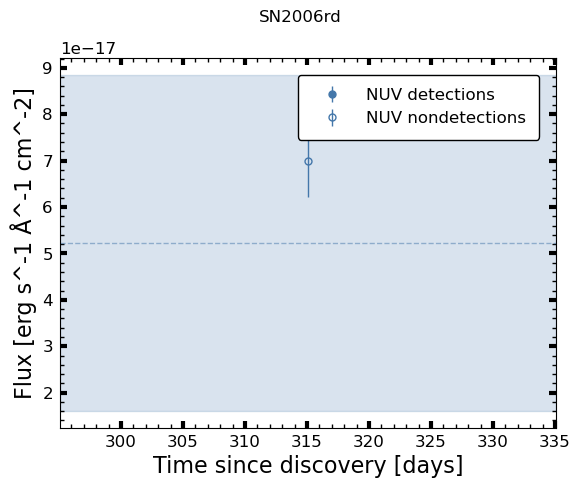 SN2006rd
1e−17
9
8
7
6
5
4
3
2
NUV detections
NUV nondetections
Flux [erg s^-1 Å^-1 cm^-2]
300 305 310 315 320 325 330 335
Time since discovery [days]